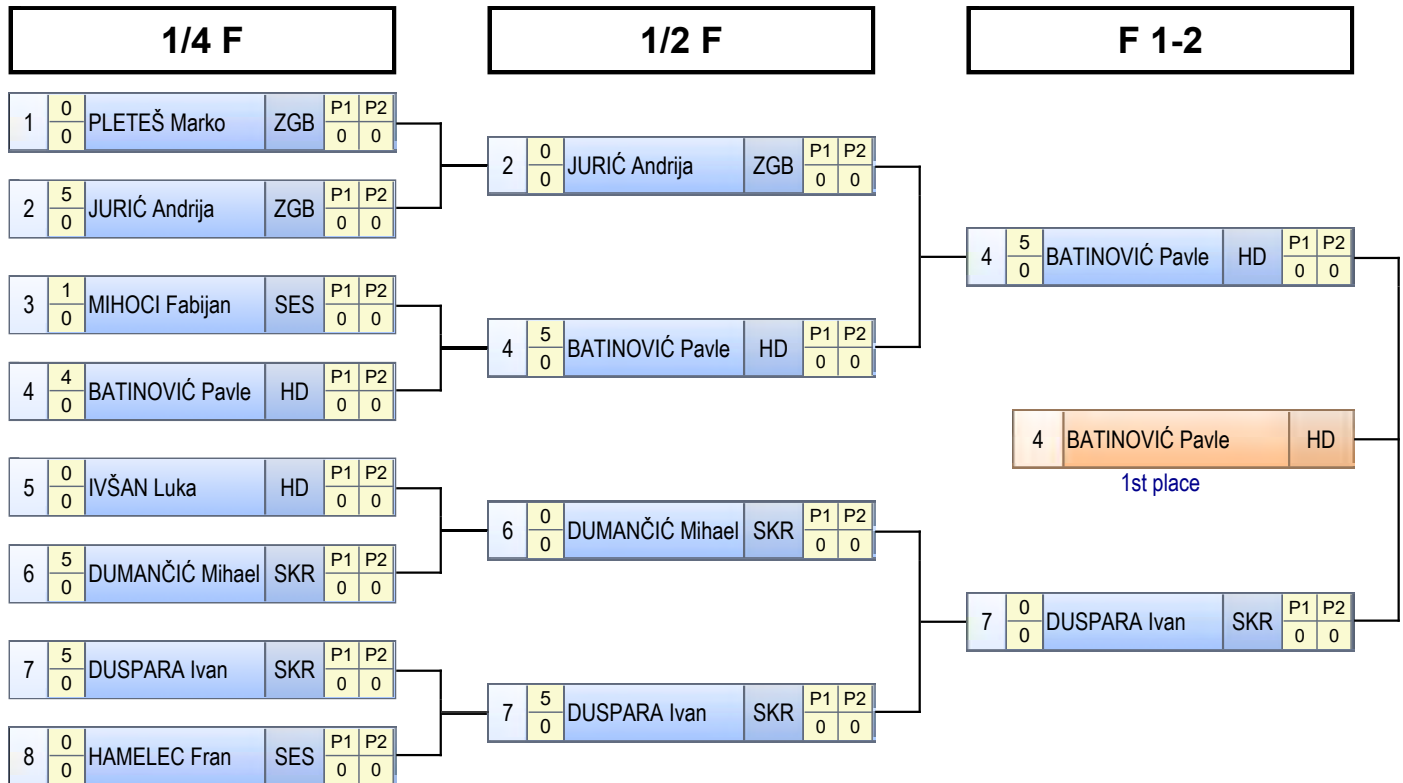 1/4 F
1/2 F
F 1-2
1 0 0 PLETEŠ Marko ZGB P1 P2 0 0
2 5 0 JURIĆ Andrija ZGB P1 P2 0 0
3 1 0 MIHOCI Fabijan SES P1 P2 0 0
4 4 0 BATINOVIĆ Pavle HD P1 P2 0 0
5 0 0 IVŠAN Luka HD P1 P2 0 0
6 5 0 DUMANČIĆ Mihael SKR P1 P2 0 0
7 5 0 DUSPARA Ivan SKR P1 P2 0 0
8 0 0 HAMELEC Fran SES P1 P2 0 0
2 0 0 JURIĆ Andrija ZGB P1 P2 0 0
4 5 0 BATINOVIĆ Pavle HD P1 P2 0 0
6 0 0 DUMANČIĆ Mihael SKR P1 P2 0 0
7 5 0 DUSPARA Ivan SKR P1 P2 0 0
4 5 0 BATINOVIĆ Pavle HD P1 P2 0 0
4 BATINOVIĆ Pavle HD
1st place
7 0 0 DUSPARA Ivan SKR P1 P2 0 0